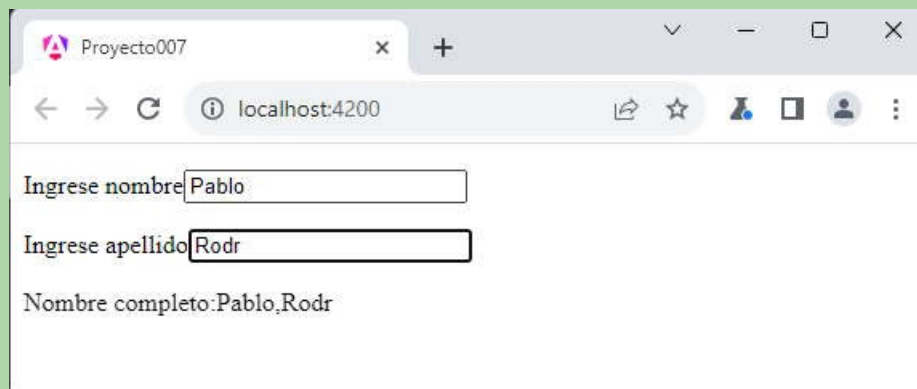 Proyecto007
localhost:4200
Ingrese nombre Pablo
Ingrese apellido Rodr
Nombre completo:Pablo,Rodr